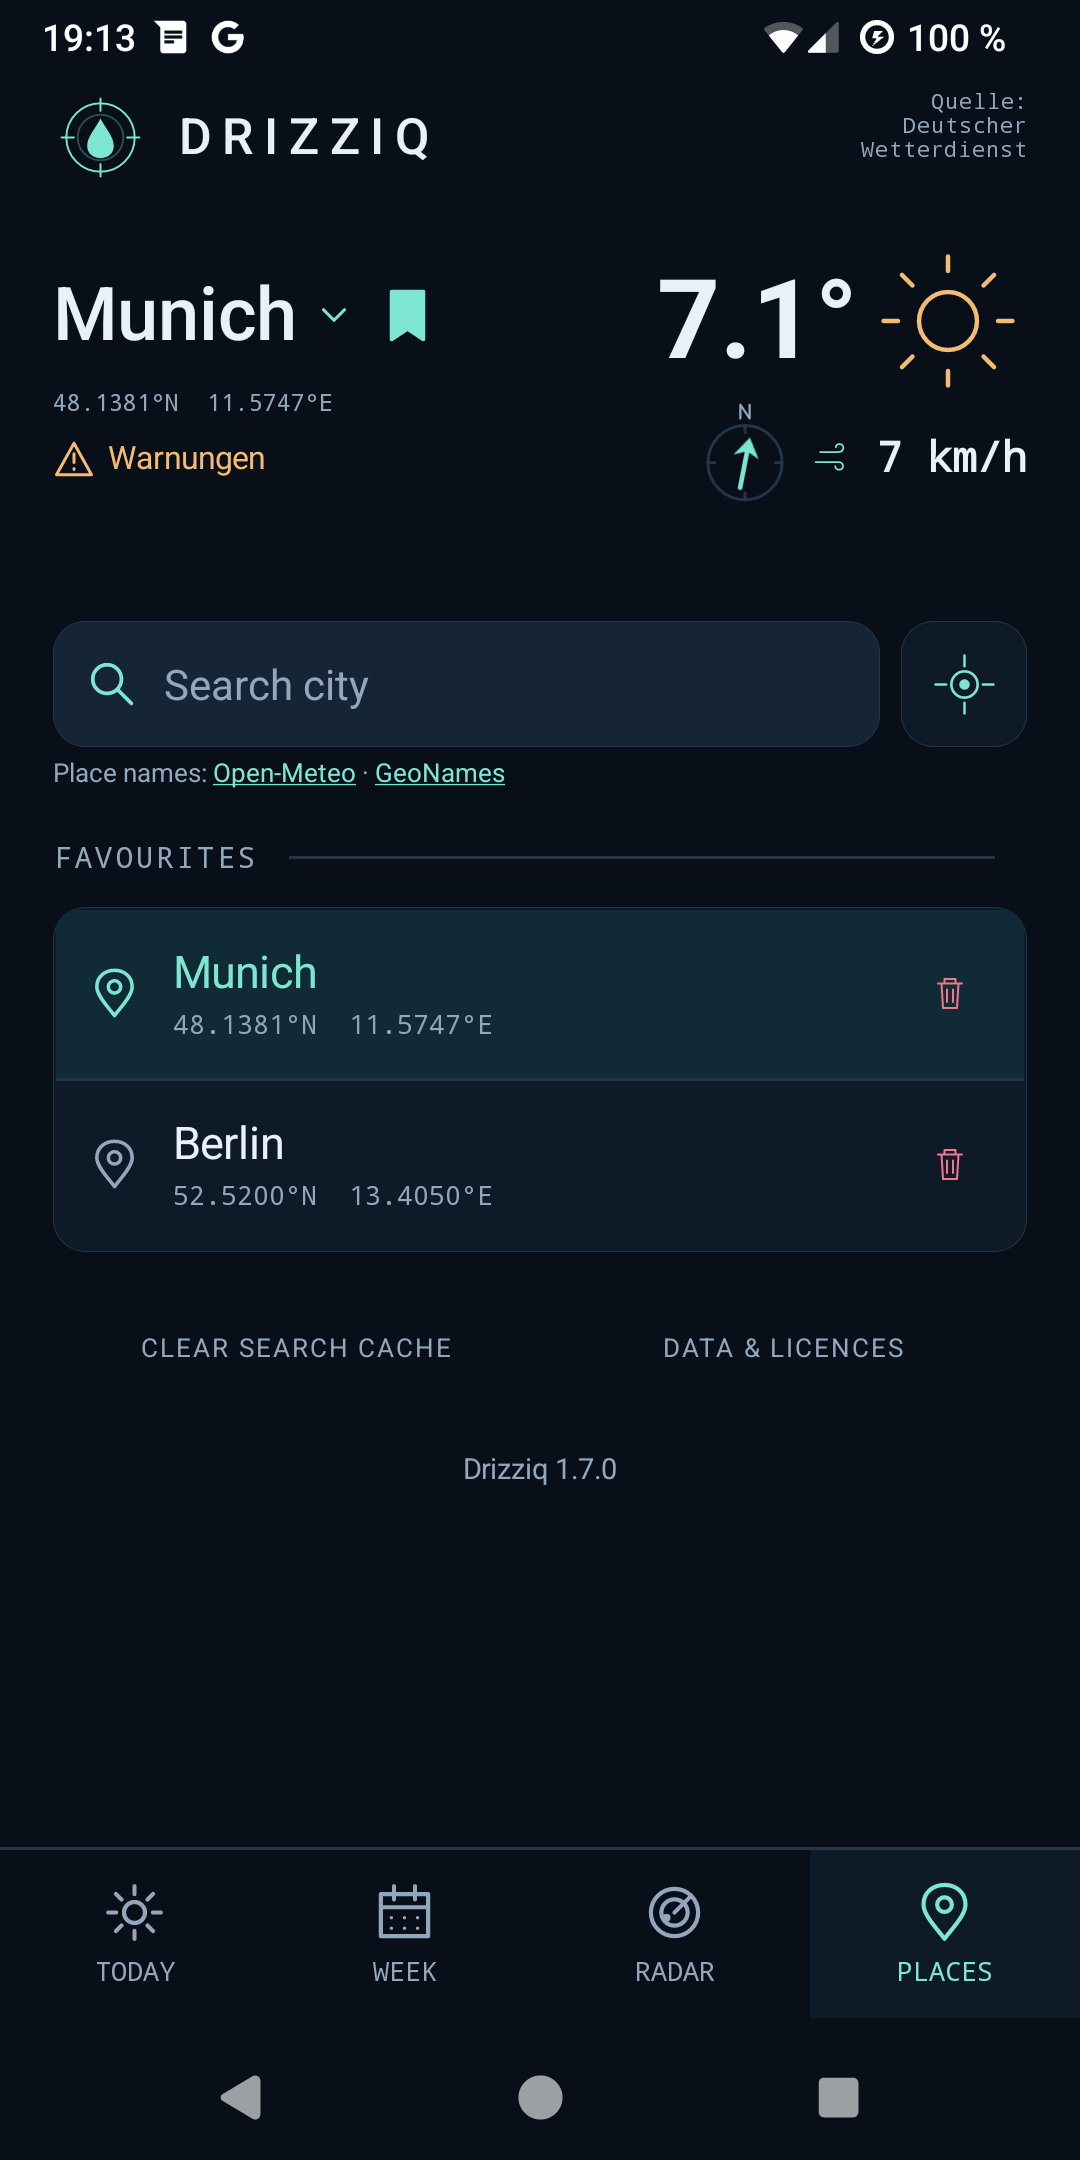 19:13
100 %
DRIZZIQ
Quelle:
Deutscher
Wetterdienst
Munich
7.1°
48.1381°N 11.5747°E
N
Warnungen
7 km/h
Search city
Place names: Open-Meteo · GeoNames
FAVOURITES
Munich
48.1381°N 11.5747°E
Berlin
52.5200°N 13.4050°E
CLEAR SEARCH CACHE
DATA & LICENCES
Drizziq 1.7.0
TODAY
WEEK
RADAR
PLACES